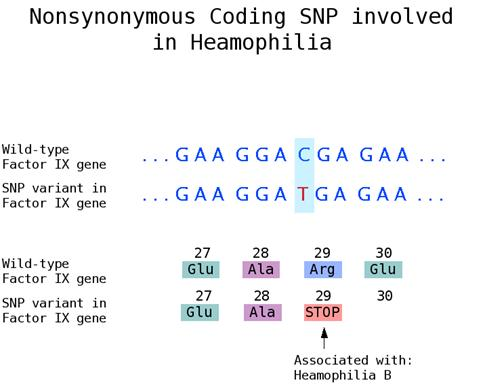 Nonsynonymous Coding SNP involved
in Heamophilia
Wild-type
Factor IX gene
...GAA GGA CGA GAA...
SNP variant in
Factor IX gene
...GAA GGA TGA GAA...
27 28 29 30
Wild-type
Factor IX gene
Glu Ala Arg Glu
27 28 29 30
SNP variant in
Factor IX gene
Glu Ala STOP
Associated with:
Heamophilia B